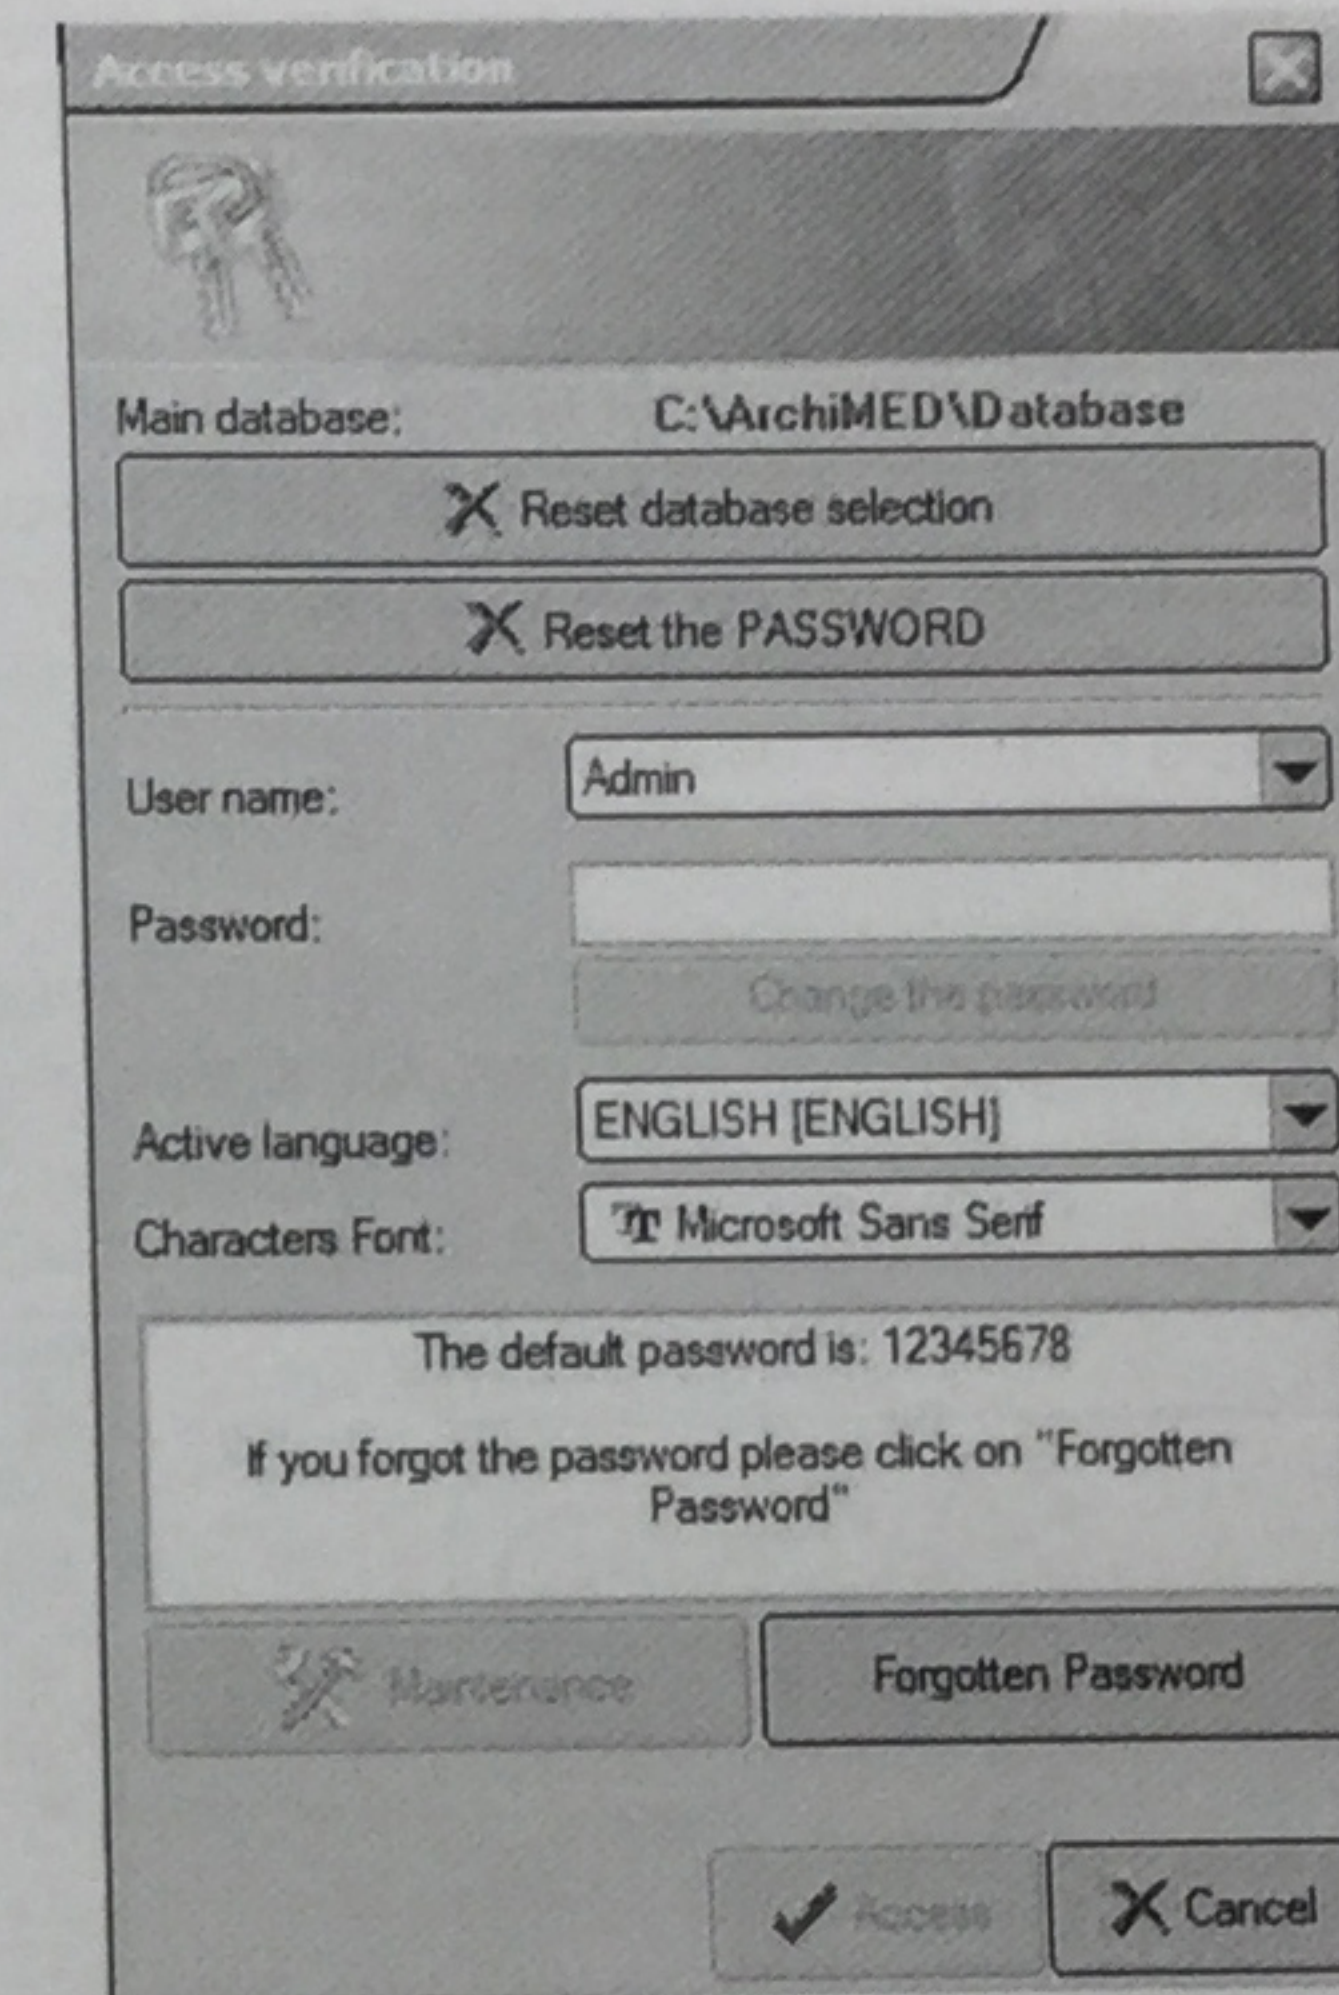 Access verification
Main database: C:\ArchiMED\Database
Reset database selection
Reset the PASSWORD
User name: Admin
Password:
Change the password
Active language: ENGLISH [ENGLISH]
Characters Font: Microsoft Sans Serif
The default password is: 12345678
If you forgot the password please click on "Forgotten
Password"
Maintenance Forgotten Password
Access Cancel